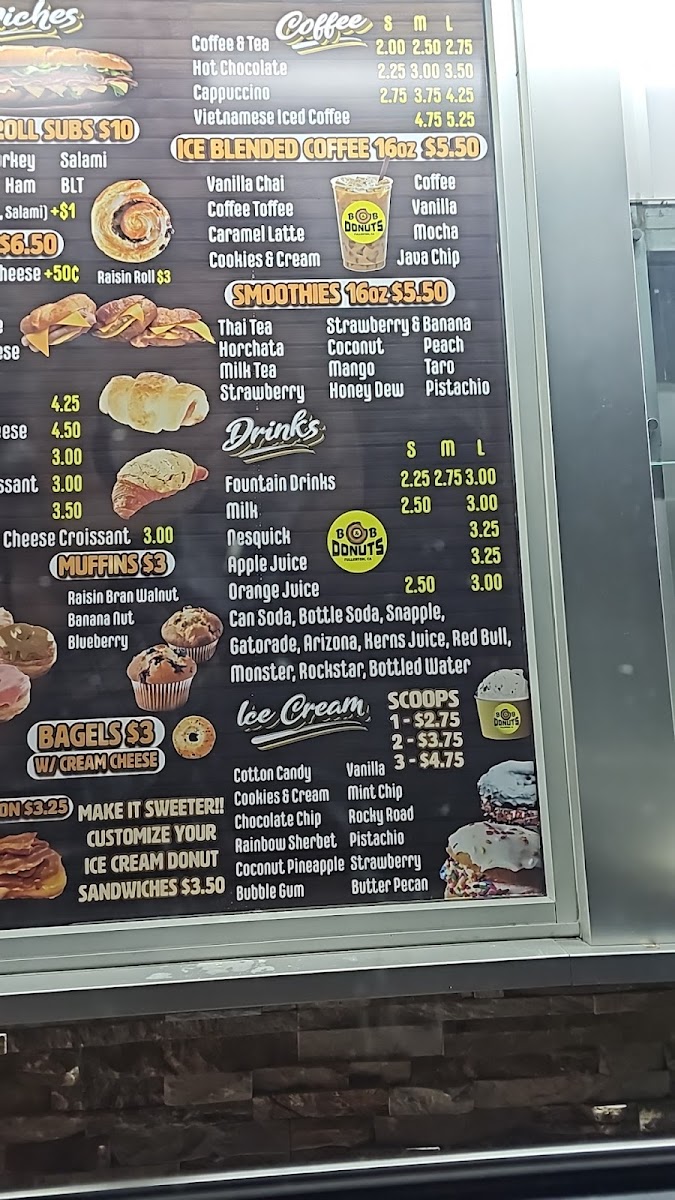 Coffee S M L
Coffee & Tea 2.00 2.50 2.75
Hot Chocolate 2.25 3.00 3.50
Cappuccino 2.75 3.75 4.25
Vietnamese Iced Coffee 4.75 5.25
ICE BLENDED COFFEE 16oz $5.50
Vanilla Chai Coffee
Coffee Toffee Vanilla
Caramel Latte Mocha
Cookies & Cream Java Chip
BOB
DONUTS
FULLERTON, CA
SMOOTHIES 16oz $5.50
Thai Tea Strawberry & Banana
Horchata Coconut Peach
Milk Tea Mango Taro
Strawberry Honey Dew Pistachio
Drinks
S M L
Fountain Drinks 2.25 2.75 3.00
Milk 2.50 3.00
Nesquick 3.25
Apple Juice 3.25
Orange Juice 2.50 3.00
BOB
DONUTS
FULLERTON, CA
Can Soda, Bottle Soda, Snapple,
Gatorade, Arizona, Kerns Juice, Red Bull,
Monster, Rockstar, Bottled Water
Ice Cream
SCOOPS
1 - $2.75
2 - $3.75
3 - $4.75
BOB
DONUTS
Cotton Candy Vanilla
Cookies & Cream Mint Chip
Chocolate Chip Rocky Road
Rainbow Sherbet Pistachio
Coconut Pineapple Strawberry
Bubble Gum Butter Pecan
iches
ROLL SUBS $10
rkey Salami
Ham BLT
, Salami) +$1
$6.50
heese +50¢
Raisin Roll $3
e
ese
4.25
eese 4.50
3.00
ssant 3.00
3.50
Cheese Croissant 3.00
MUFFINS $3
Raisin Bran Walnut
Banana Nut
Blueberry
BAGELS $3
W/ CREAM CHEESE
ON $3.25
MAKE IT SWEETER!!
CUSTOMIZE YOUR
ICE CREAM DONUT
SANDWICHES $3.50